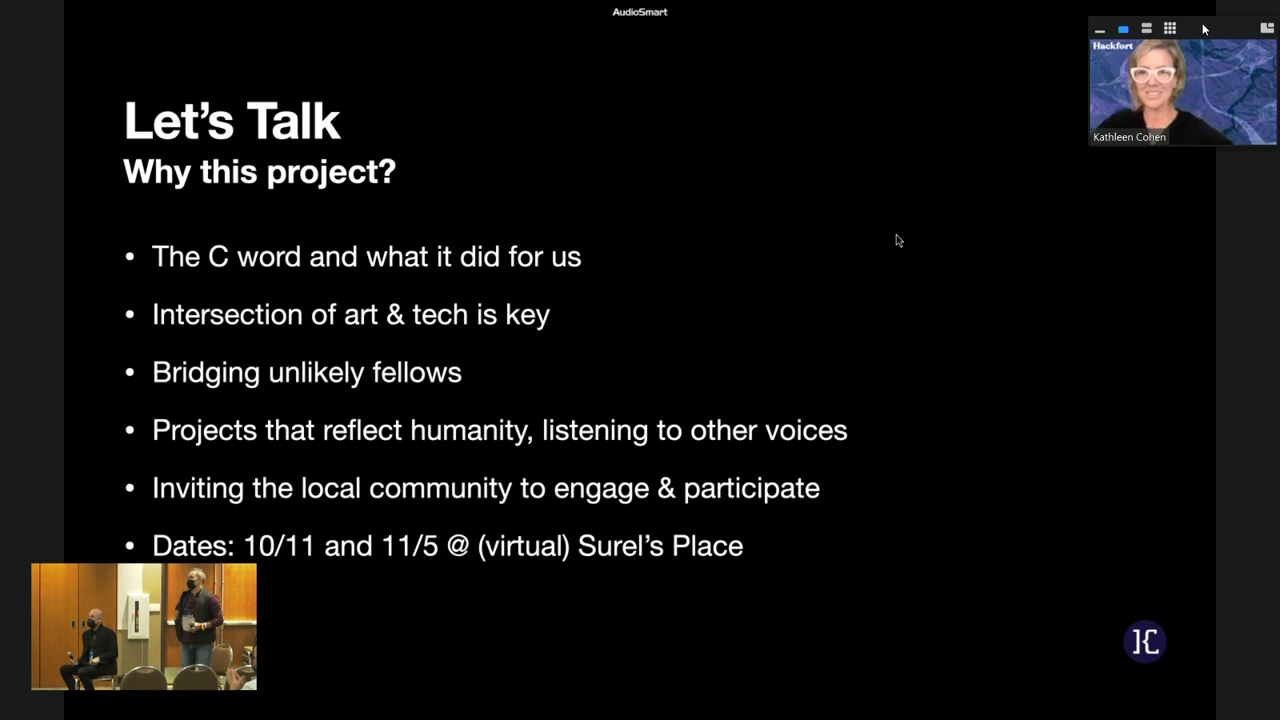 AudioSmart
Hackfort
Kathleen Cohen
Let's Talk
Why this project?
• The C word and what it did for us
• Intersection of art & tech is key
• Bridging unlikely fellows
• Projects that reflect humanity, listening to other voices
• Inviting the local community to engage & participate
• Dates: 10/11 and 11/5 @ (virtual) Surel's Place